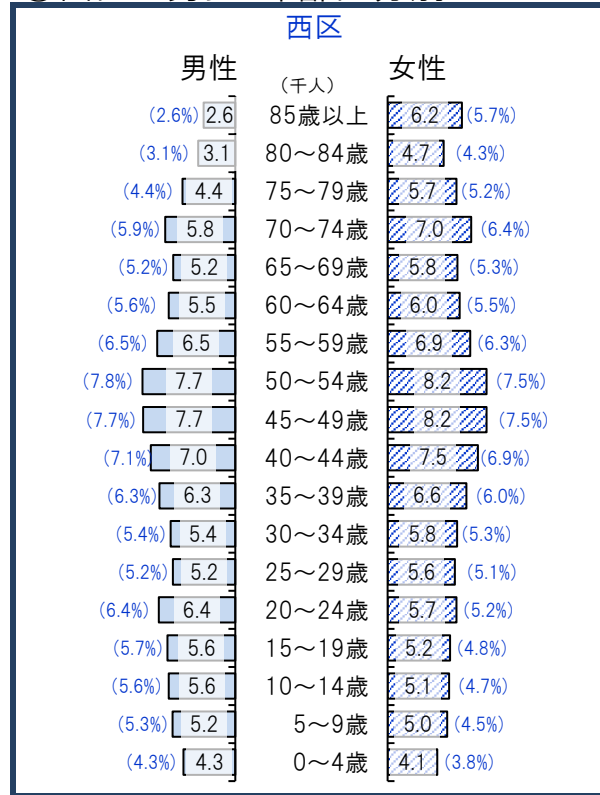 西区
男性 (千人) 女性
(2.6%) 2.6 85歳以上 6.2 (5.7%)
(3.1%) 3.1 80～84歳 4.7 (4.3%)
(4.4%) 4.4 75～79歳 5.7 (5.2%)
(5.9%) 5.8 70～74歳 7.0 (6.4%)
(5.2%) 5.2 65～69歳 5.8 (5.3%)
(5.6%) 5.5 60～64歳 6.0 (5.5%)
(6.5%) 6.5 55～59歳 6.9 (6.3%)
(7.8%) 7.7 50～54歳 8.2 (7.5%)
(7.7%) 7.7 45～49歳 8.2 (7.5%)
(7.1%) 7.0 40～44歳 7.5 (6.9%)
(6.3%) 6.3 35～39歳 6.6 (6.0%)
(5.4%) 5.4 30～34歳 5.8 (5.3%)
(5.2%) 5.2 25～29歳 5.6 (5.1%)
(6.4%) 6.4 20～24歳 5.7 (5.2%)
(5.7%) 5.6 15～19歳 5.2 (4.8%)
(5.6%) 5.6 10～14歳 5.1 (4.7%)
(5.3%) 5.2 5～9歳 5.0 (4.5%)
(4.3%) 4.3 0～4歳 4.1 (3.8%)